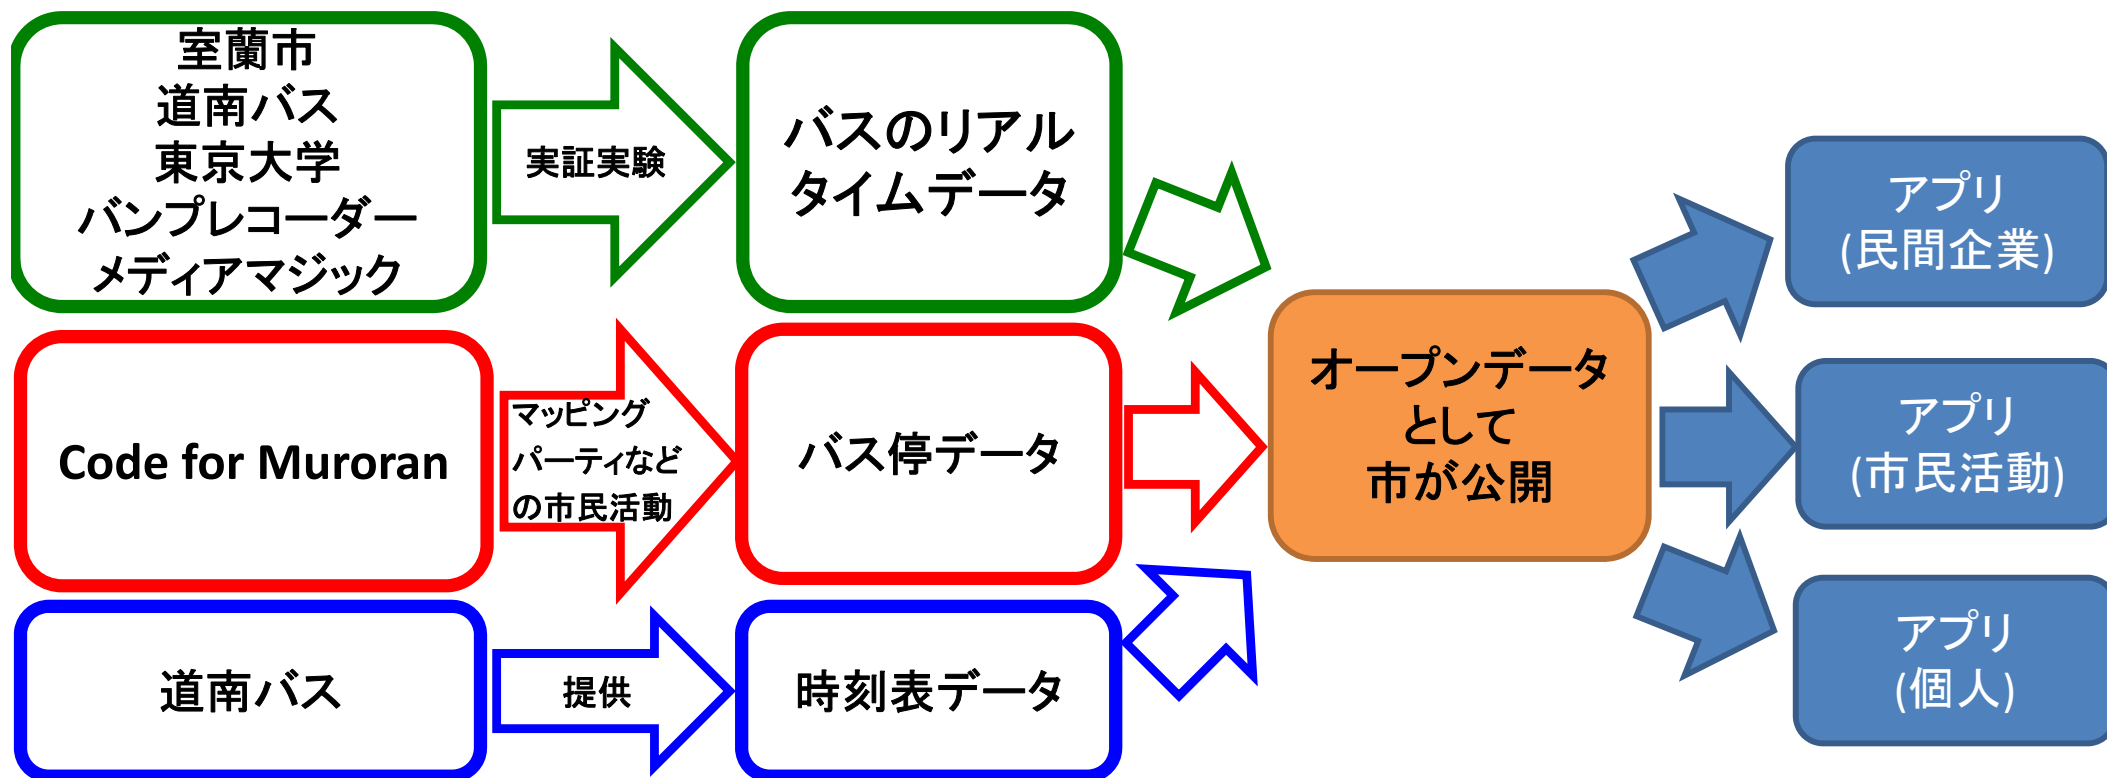 室蘭市
道南バス
東京大学
バンプレコーダー
メディアマジック
実証実験
バスのリアル
タイムデータ
Code for Muroran
マッピング
パーティなど
の市民活動
バス停データ
道南バス
提供
時刻表データ
オープンデータ
として
市が公開
アプリ
(民間企業)
アプリ
(市民活動)
アプリ
(個人)